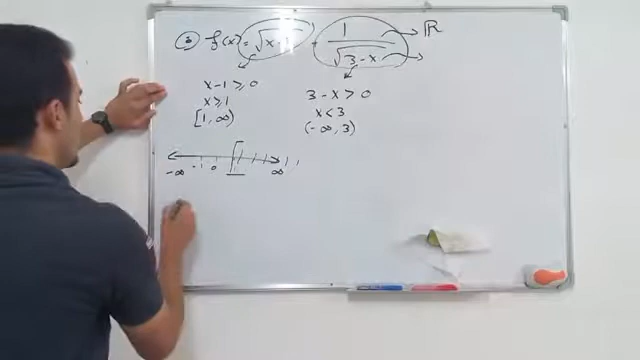 ③ f(x) = √x - = 1/√3-x → ℝ
x-1 ≥ 0
x ≥ 1
[1, ∞)
3-x > 0
x < 3
(-∞, 3)
-∞ -1 0 ∞